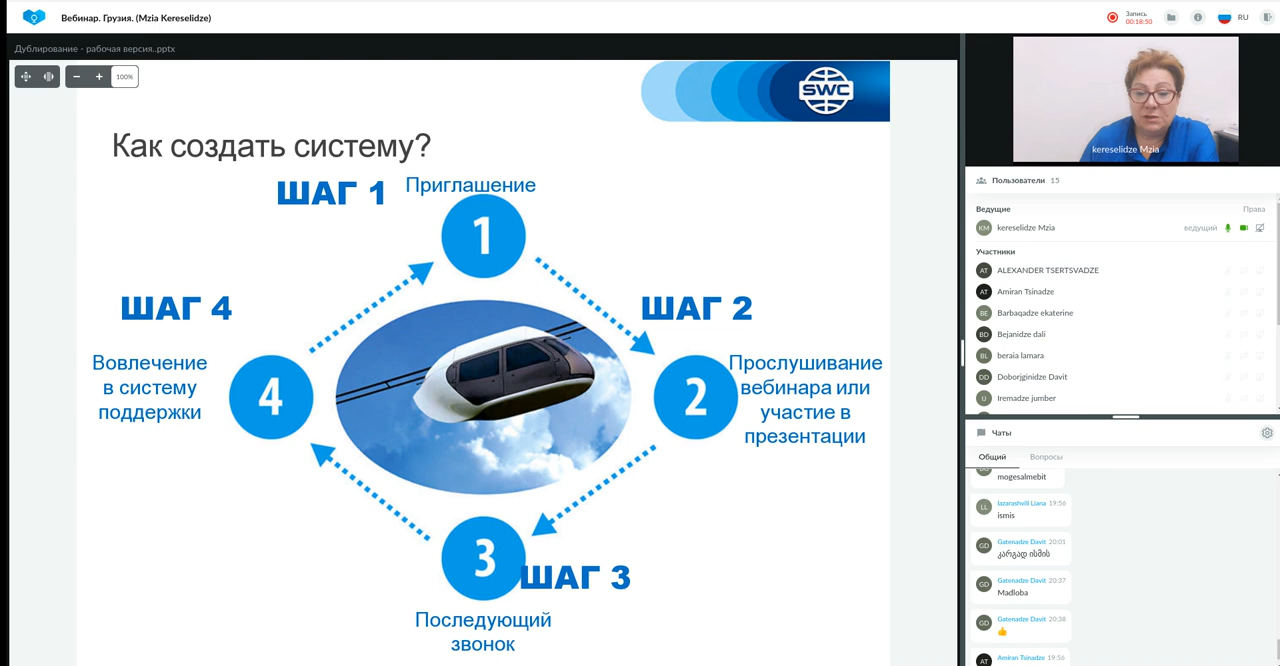 Вебинар. Грузия. (Mzia Kereselidze)
Запись
00:18:50
RU
Дублирование - рабочая версия..pptx
100%
SWC
Как создать систему?
ШАГ 1
Приглашение
1
ШАГ 2
2
Прослушивание
вебинара или
участие в
презентации
ШАГ 3
3
Последующий
звонок
ШАГ 4
4
Вовлечение
в систему
поддержки
kereselidze Mzia
Пользователи 15
Ведущие
Права
KM kereselidze Mzia ведущий
Участники
AT ALEXANDER TSERTSVADZE
AT Amiran Tsinadze
BE Barbaqadze ekaterine
BD Bejanidze dali
BL beraia lamara
DD Doborjginidze Davit
IJ Iremadze jumber
Чаты
Общий Вопросы
mogesalmebit
LL lazarashvili Liana 19:56
ismis
GD Gatenadze Davit 20:01
კარგად ისმის
GD Gatenadze Davit 20:37
Madloba
GD Gatenadze Davit 20:38
👍
AT Amiran Tsinadze 19:56